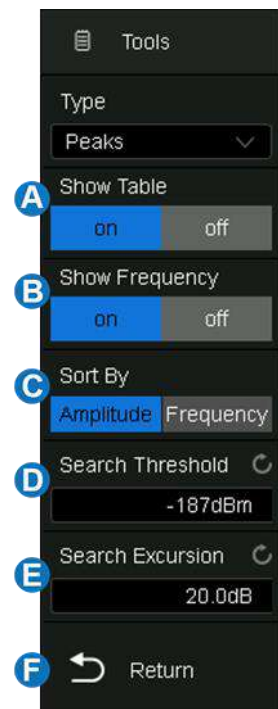 Tools
Type
Peaks
A Show Table
on off
B Show Frequency
on off
C Sort By
Amplitude Frequency
D Search Threshold
-187dBm
E Search Excursion
20.0dB
F Return